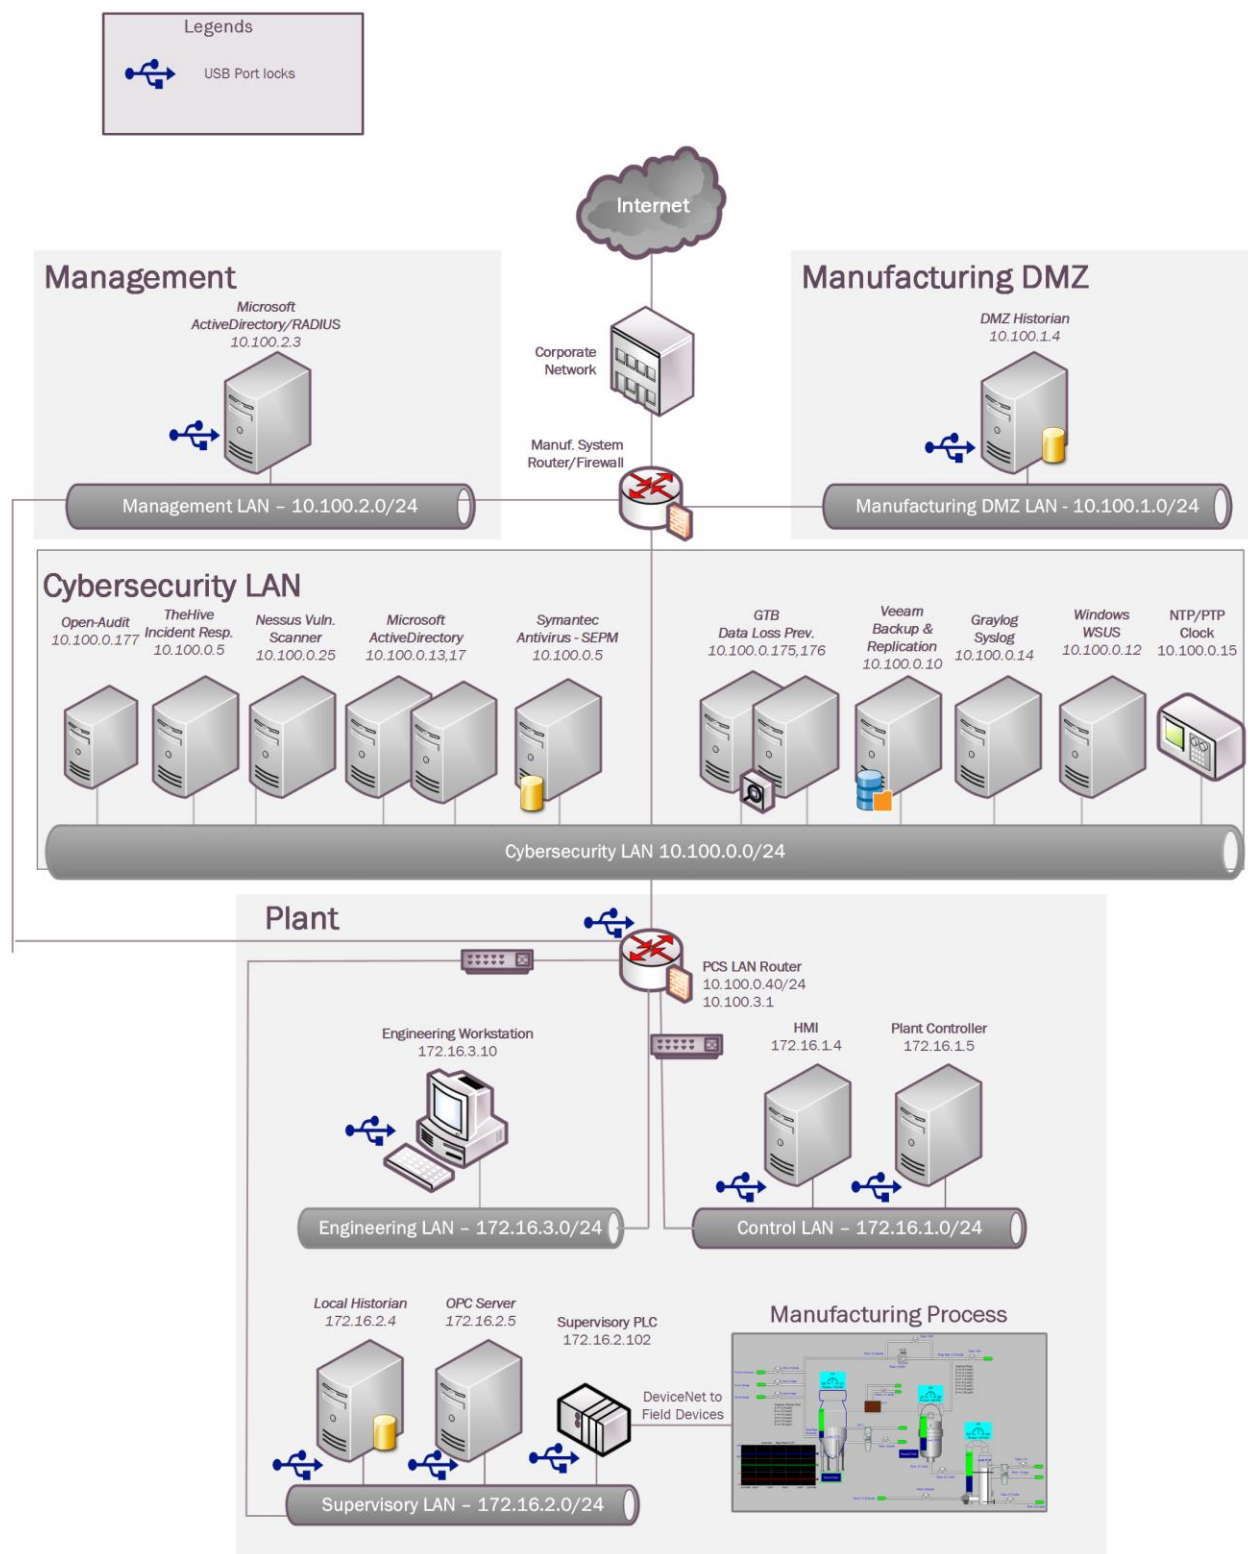 Legends
USB Port locks
Internet
Management
Microsoft
ActiveDirectory/RADIUS
10.100.2.3
Management LAN – 10.100.2.0/24
Corporate
Network
Manuf. System
Router/Firewall
Manufacturing DMZ
DMZ Historian
10.100.1.4
Manufacturing DMZ LAN - 10.100.1.0/24
Cybersecurity LAN
Open-Audit
10.100.0.177
TheHive
Incident Resp.
10.100.0.5
Nessus Vuln.
Scanner
10.100.0.25
Microsoft
ActiveDirectory
10.100.0.13,17
Symantec
Antivirus - SEPM
10.100.0.5
GTB
Data Loss Prev.
10.100.0.175,176
Veeam
Backup &
Replication
10.100.0.10
Graylog
Syslog
10.100.0.14
Windows
WSUS
10.100.0.12
NTP/PTP
Clock
10.100.0.15
Cybersecurity LAN 10.100.0.0/24
Plant
PCS LAN Router
10.100.0.40/24
10.100.3.1
Engineering Workstation
172.16.3.10
HMI
172.16.1.4
Plant Controller
172.16.1.5
Engineering LAN – 172.16.3.0/24
Control LAN – 172.16.1.0/24
Local Historian
172.16.2.4
OPC Server
172.16.2.5
Supervisory PLC
172.16.2.102
Manufacturing Process
DeviceNet to
Field Devices
Supervisory LAN – 172.16.2.0/24